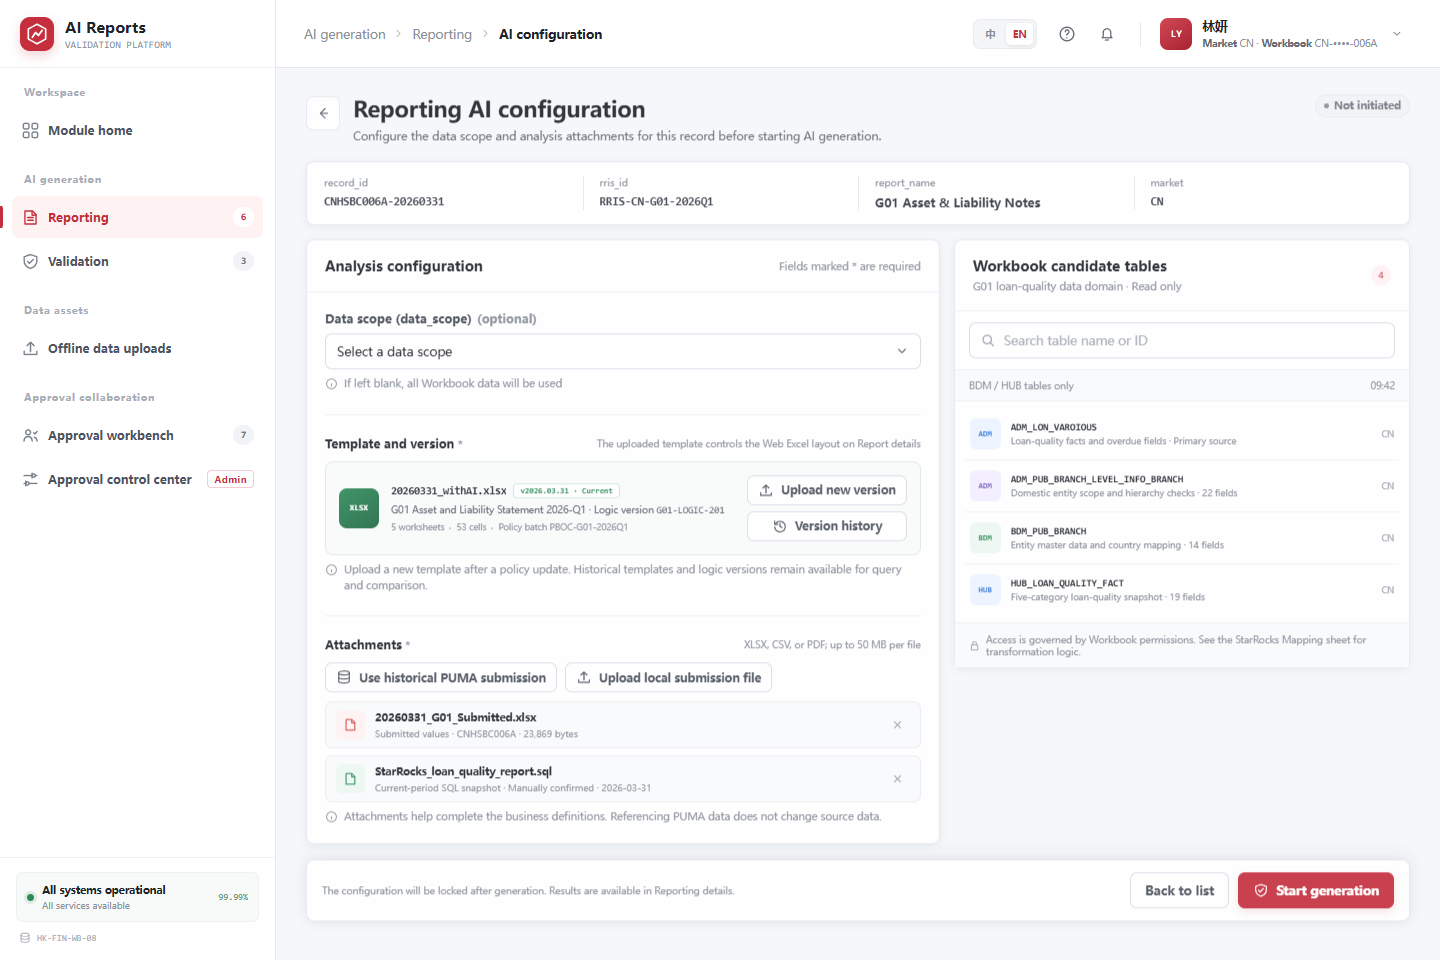 AI Reports
VALIDATION PLATFORM
Workspace
Module home
AI generation
Reporting 6
Validation 3
Data assets
Offline data uploads
Approval collaboration
Approval workbench 7
Approval control center Admin
All systems operational
All services available
99.99%
HK-FIN-WB-08
AI generation > Reporting > AI configuration
中 EN
LY
林妍
Market CN · Workbook CN-••••-006A
Reporting AI configuration
Configure the data scope and analysis attachments for this record before starting AI generation.
Not initiated
record_id
CNHSBC006A-20260331
rris_id
RRIS-CN-G01-2026Q1
report_name
G01 Asset & Liability Notes
market
CN
Analysis configuration
Fields marked * are required
Data scope (data_scope) (optional)
Select a data scope
If left blank, all Workbook data will be used
Template and version *
The uploaded template controls the Web Excel layout on Report details
XLSX
20260331_withAI.xlsx v2026.03.31 · Current
G01 Asset and Liability Statement 2026-Q1 · Logic version G01-LOGIC-201
5 worksheets · 53 cells · Policy batch PBOC-G01-2026Q1
Upload new version
Version history
Upload a new template after a policy update. Historical templates and logic versions remain available for query
and comparison.
Attachments *
XLSX, CSV, or PDF; up to 50 MB per file
Use historical PUMA submission
Upload local submission file
20260331_G01_Submitted.xlsx
Submitted values · CNHSBC006A · 23,869 bytes
StarRocks_loan_quality_report.sql
Current-period SQL snapshot · Manually confirmed · 2026-03-31
Attachments help complete the business definitions. Referencing PUMA data does not change source data.
Workbook candidate tables
G01 loan-quality data domain · Read only
4
Search table name or ID
BDM / HUB tables only
09:42
ADM
ADM_LON_VAROIOUS
Loan-quality facts and overdue fields · Primary source
CN
ADM
ADM_PUB_BRANCH_LEVEL_INFO_BRANCH
Domestic entity scope and hierarchy checks · 22 fields
CN
BDM
BDM_PUB_BRANCH
Entity master data and country mapping · 14 fields
CN
HUB
HUB_LOAN_QUALITY_FACT
Five-category loan-quality snapshot · 19 fields
CN
Access is governed by Workbook permissions. See the StarRocks Mapping sheet for
transformation logic.
The configuration will be locked after generation. Results are available in Reporting details.
Back to list
Start generation